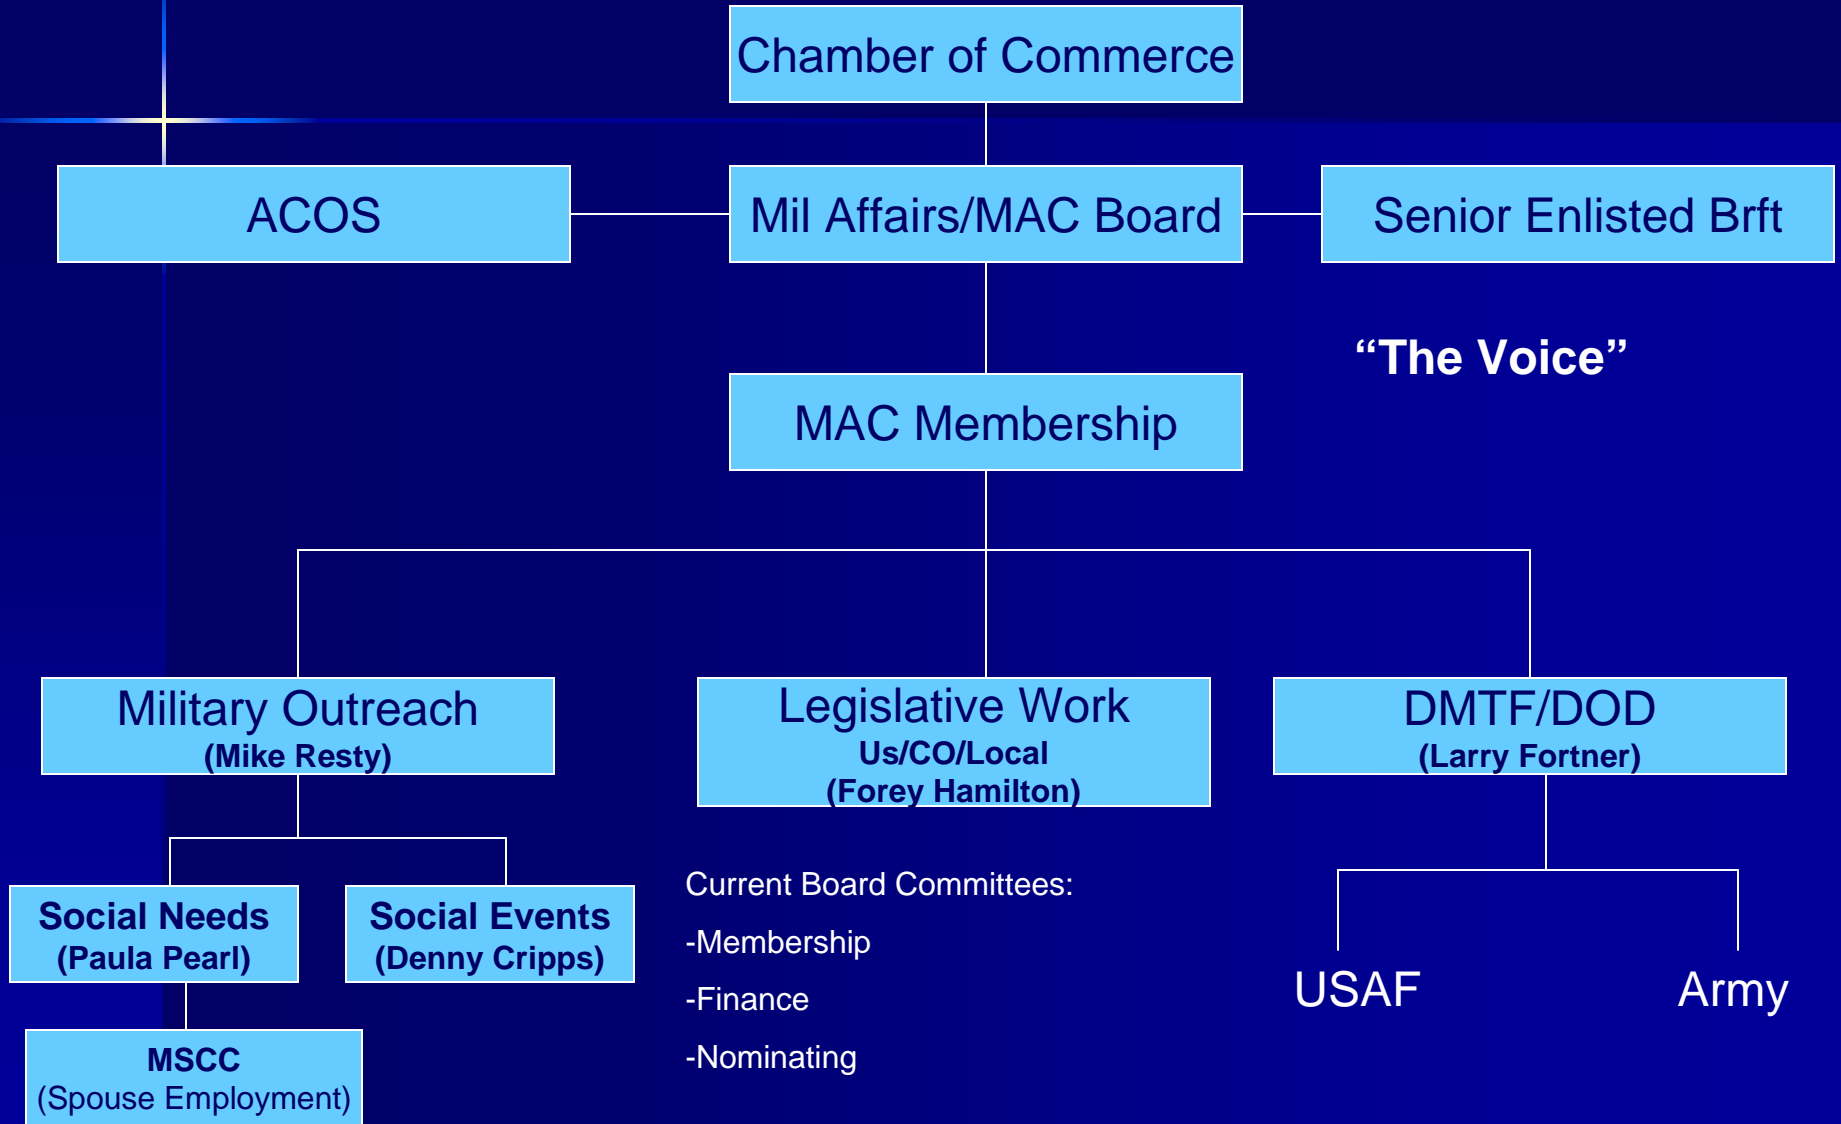 Chamber of Commerce
ACOS
Mil Affairs/MAC Board
Senior Enlisted Brft
“The Voice”
MAC Membership
Military Outreach
(Mike Resty)
Legislative Work
Us/CO/Local
(Forey Hamilton)
DMTF/DOD
(Larry Fortner)
Social Needs
(Paula Pearl)
Social Events
(Denny Cripps)
MSCC
(Spouse Employment)
Current Board Committees:
-Membership
-Finance
-Nominating
USAF
Army